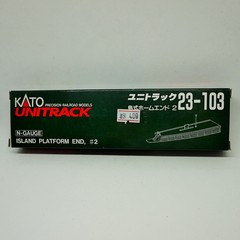 KATO PRECISION RAILROAD MODELS
UNITRACK
N-GAUGE
ISLAND PLATFORM END, #2
ユニトラック 23-103
島式ホームエンド 2
400